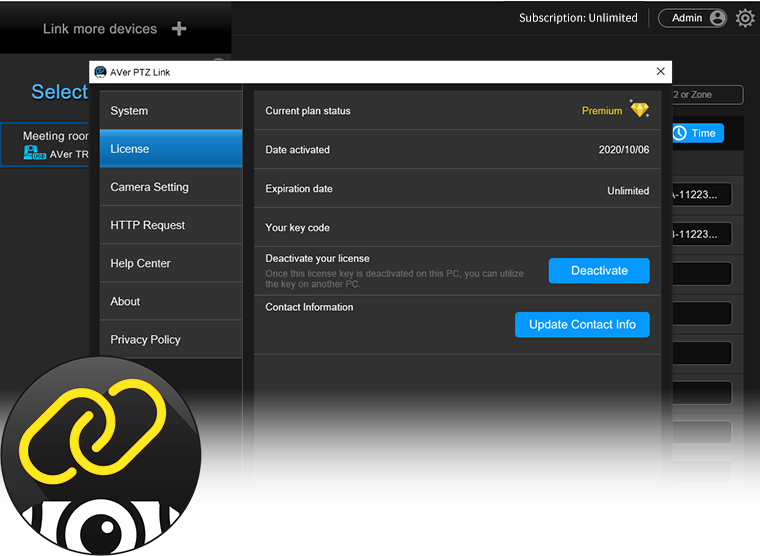 Link more devices
Subscription: Unlimited
Admin
AVer PTZ Link
Select
2 or Zone
System
Current plan status
Premium
Meeting roor
Time
License
Date activated
2020/10/06
USB
AVer TR
Camera Setting
Expiration date
Unlimited
A-11223...
HTTP Request
Your key code
3-11223...
Help Center
Deactivate your license
Once this license key is deactivated on this PC, you can utilize
the key on another PC.
Deactivate
About
Contact Information
Update Contact Info
Privacy Policy